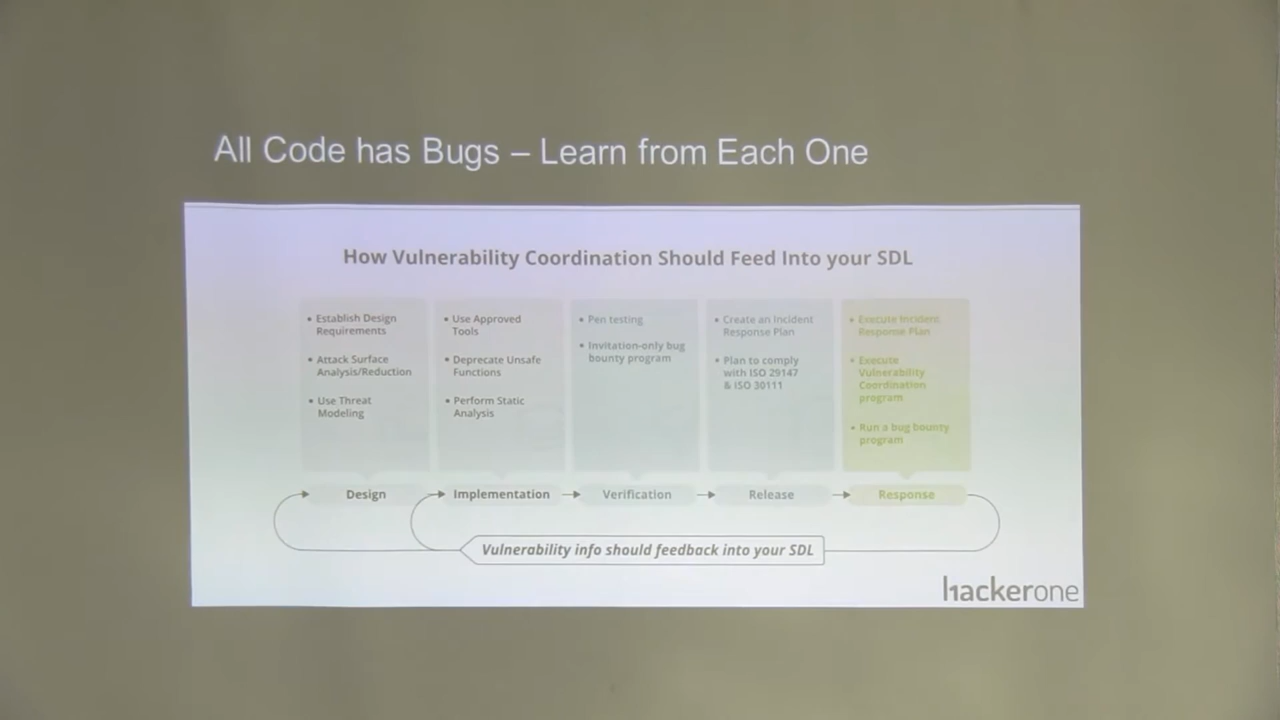 All Code has Bugs – Learn from Each One
How Vulnerability Coordination Should Feed Into your SDL
• Establish Design
Requirements
• Attack Surface
Analysis/Reduction
• Use Threat
Modeling
• Use Approved
Tools
• Deprecate Unsafe
Functions
• Perform Static
Analysis
• Pen testing
• Invitation-only bug
bounty program
• Create an Incident
Response Plan
• Plan to comply
with ISO 29147
& ISO 30111
• Execute Incident
Response Plan
• Execute
Vulnerability
Coordination
program
• Run a bug bounty
program
Design
Implementation
Verification
Release
Response
Vulnerability info should feedback into your SDL
hackerone